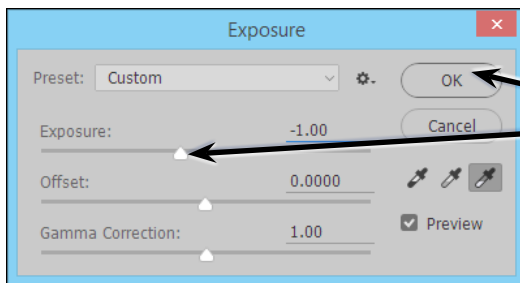 Exposure
Preset: Custom
OK
Exposure: -1.00
Cancel
Offset: 0.0000
Gamma Correction: 1.00
Preview